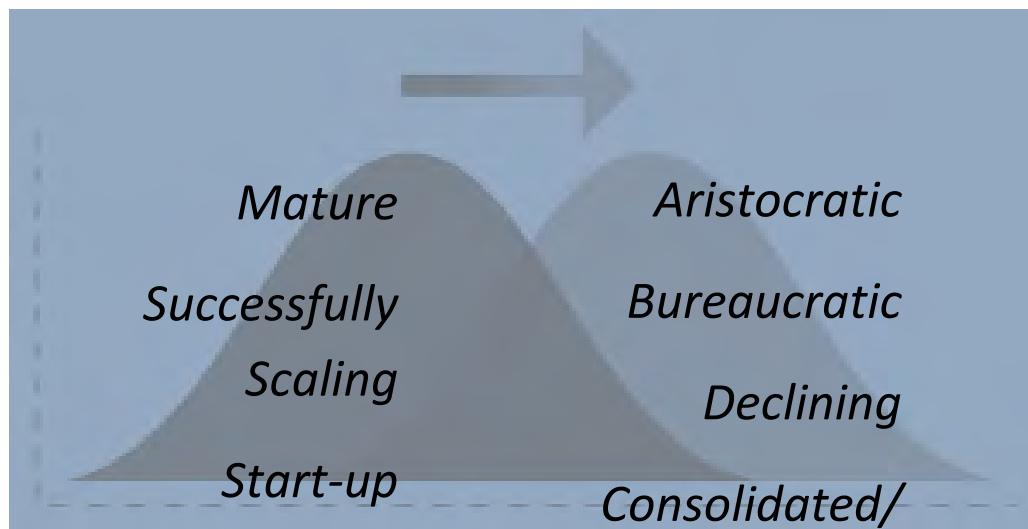 Mature
Successfully
Scaling
Start-up
Aristocratic
Bureaucratic
Declining
Consolidated/